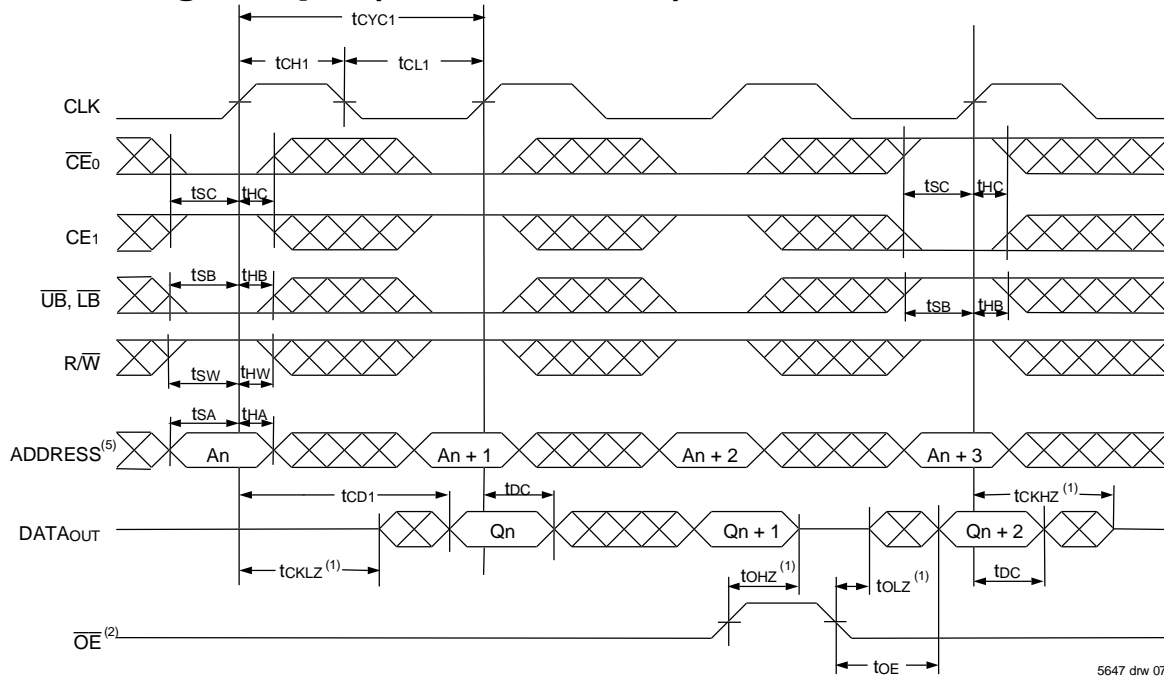 tCYC1
tCH1 tCL1
CLK
CE0
tSC tHC tSC tHC
CE1
tSB tHB
UB, LB
tSB tHB
R/W
tSW tHW
tSA tHA
ADDRESS(5) An An + 1 An + 2 An + 3
tCD1 tDC tCKHZ (1)
DATAOUT Qn Qn + 1 Qn + 2
tCKLZ (1) tOHZ (1) tOLZ (1) tDC
OE (2)
tOE
5647 drw 07